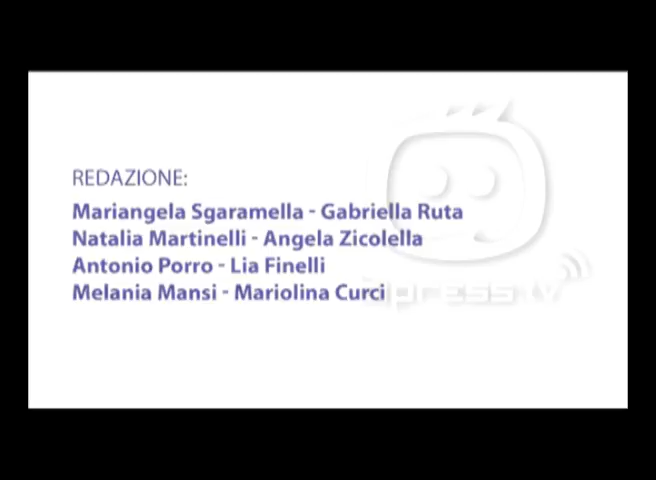 REDAZIONE:
Mariangela Sgaramella - Gabriella Ruta
Natalia Martinelli - Angela Zicolella
Antonio Porro - Lia Finelli
Melania Mansi - Mariolina Curci